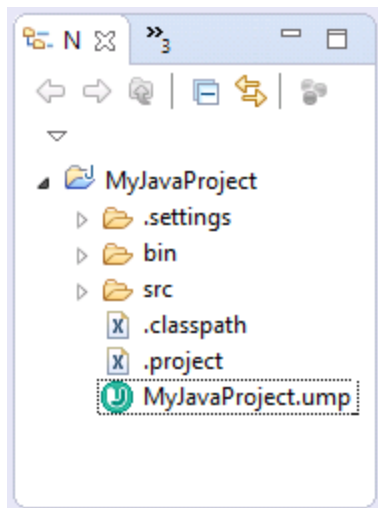 N »3
MyJavaProject
.settings
bin
src
.classpath
.project
MyJavaProject.ump